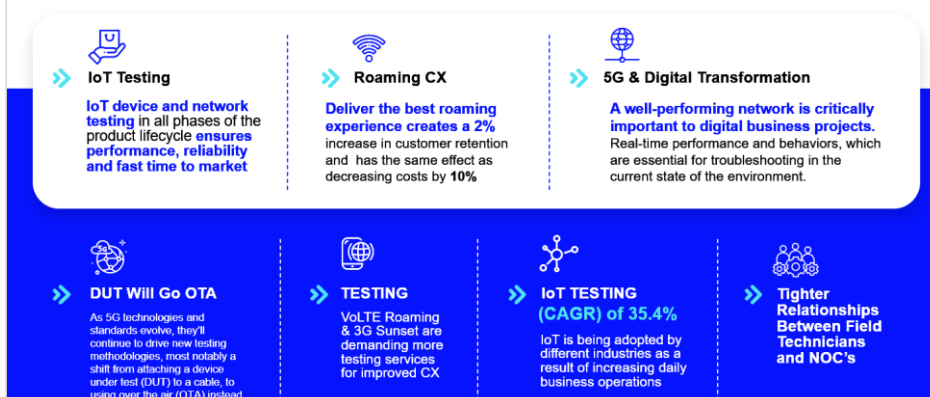 IoT Testing
IoT device and network
testing in all phases of the
product lifecycle ensures
performance, reliability
and fast time to market
Roaming CX
Deliver the best roaming
experience creates a 2%
increase in customer retention
and has the same effect as
decreasing costs by 10%
5G & Digital Transformation
A well-performing network is critically
important to digital business projects.
Real-time performance and behaviors, which
are essential for troubleshooting in the
current state of the environment.
5G
DUT Will Go OTA
As 5G technologies and
standards evolve, they'll
continue to drive new testing
methodologies, most notably a
shift from attaching a device
under test (DUT) to a cable, to
using over the air (OTA) instead
TESTING
VoLTE Roaming
& 3G Sunset are
demanding more
testing services
for improved CX
IoT TESTING
(CAGR) of 35.4%
IoT is being adopted by
different industries as a
result of increasing daily
business operations
Tighter
Relationships
Between Field
Technicians
and NOC's